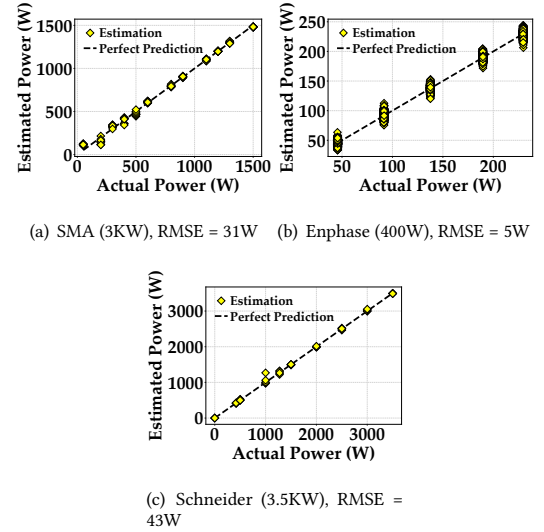 Estimated Power (W)
1500
1000
500
0
Estimation
Perfect Prediction
0 500 1000 1500
Actual Power (W)
(a) SMA (3KW), RMSE = 31W
Estimated Power (W)
250
200
150
100
50
Estimation
Perfect Prediction
50 100 150 200
Actual Power (W)
(b) Enphase (400W), RMSE = 5W
Estimated Power (W)
3000
2000
1000
0
Estimation
Perfect Prediction
0 1000 2000 3000
Actual Power (W)
(c) Schneider (3.5KW), RMSE =
43W